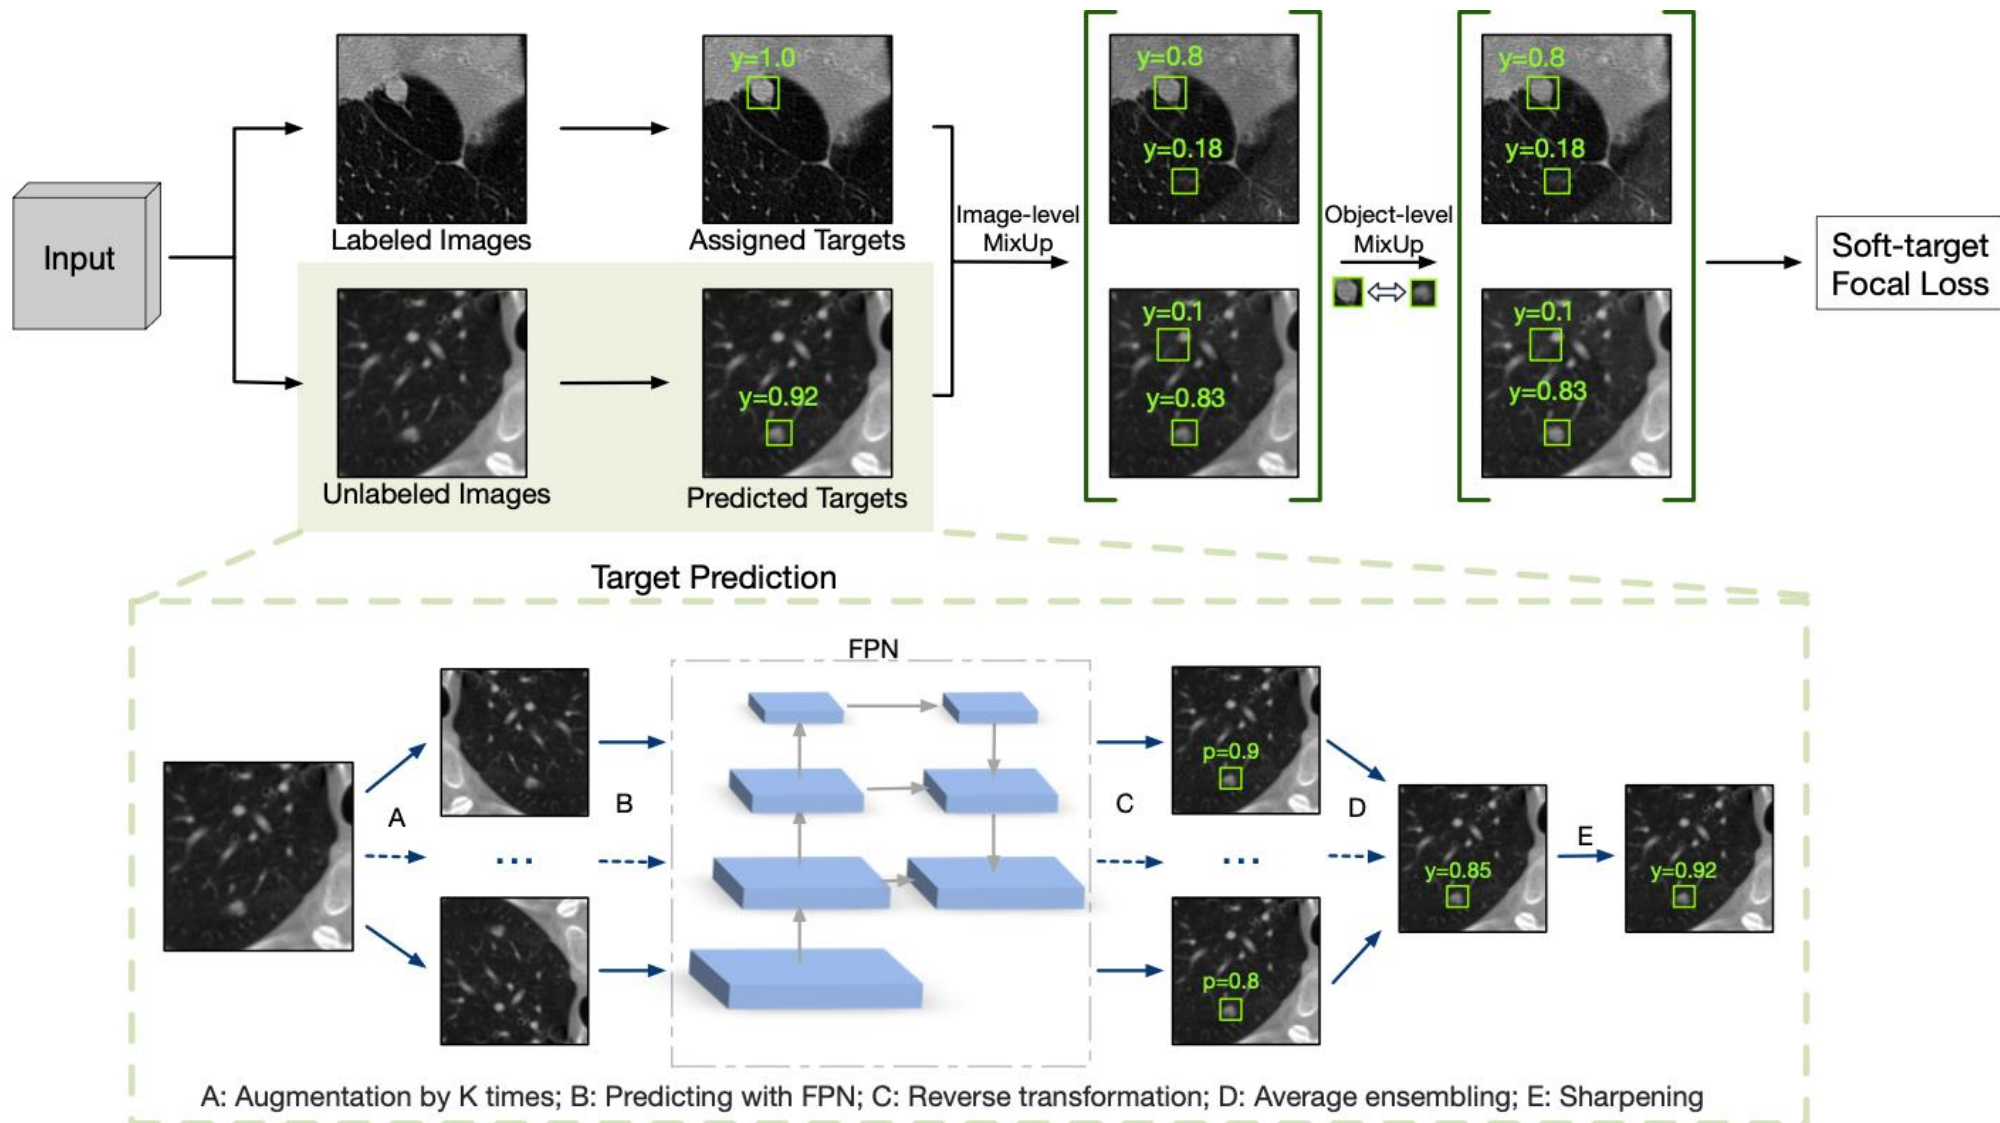 Input
y=1.0
Labeled Images
Assigned Targets
y=0.92
Unlabeled Images
Predicted Targets
Image-level
MixUp
y=0.8
y=0.18
y=0.1
y=0.83
Object-level
MixUp
y=0.8
y=0.18
y=0.1
y=0.83
Soft-target
Focal Loss
Target Prediction
FPN
A
B
C
p=0.9
p=0.8
D
y=0.85
E
y=0.92
...
...
A: Augmentation by K times; B: Predicting with FPN; C: Reverse transformation; D: Average ensembling; E: Sharpening